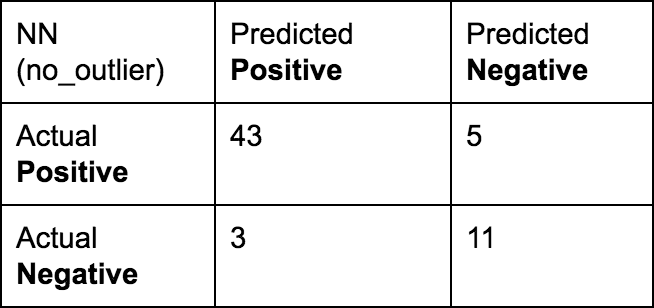 NN Predicted Predicted
(no_outlier) Positive Negative
Actual 43 5
Positive
Actual 3 11
Negative